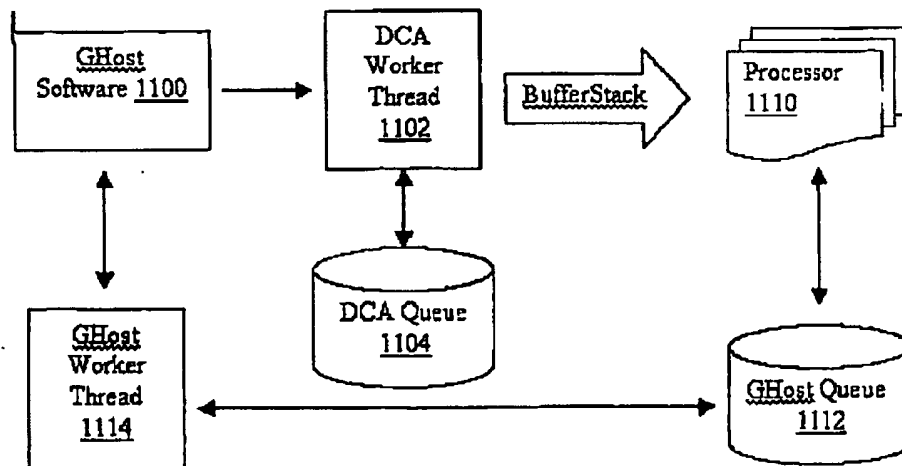 GHost
Software 1100
DCA
Worker
Thread
1102
BufferStack
Processor
1110
DCA Queue
1104
GHost
Worker
Thread
1114
GHost Queue
1112